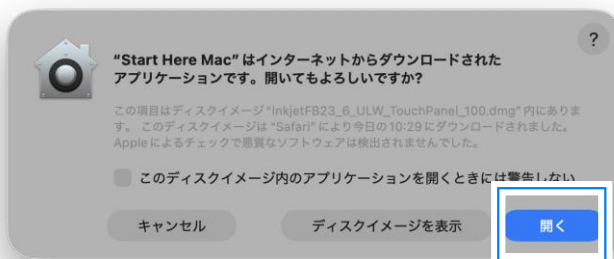 ?
“Start Here Mac”はインターネットからダウンロードされた
アプリケーションです。開いてもよろしいですか?
この項目はディスクイメージ“InkjetFB23_6_ULW_TouchPanel_100.dmg”内にありま
す。 このディスクイメージは“Safari”により今日の10:29にダウンロードされました。
Appleによるチェックで悪質なソフトウェアは検出されませんでした。
このディスクイメージ内のアプリケーションを開くときには警告しない
キャンセル ディスクイメージを表示 開く